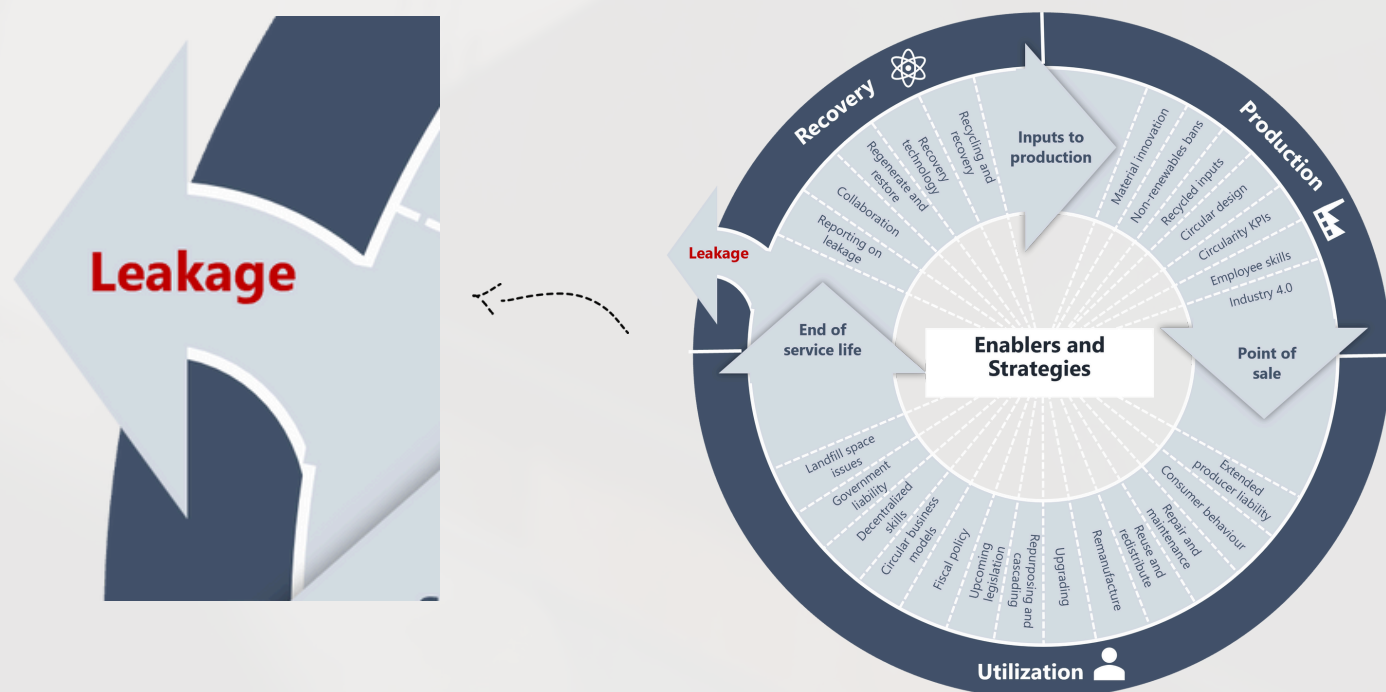 Leakage
Recovery
Production
Utilization
Leakage
Inputs to
production
Material innovation
Non-renewables bans
Recycled inputs
Circular design
Circularity KPIs
Employee skills
Industry 4.0
Point of
sale
Extended
producer liability
Consumer behaviour
Repair and
maintenance
Reuse and
redistribute
Remanufacture
Upgrading
Repurposing and
cascading
Upcoming
legislation
Fiscal policy
Circular business
models
Decentralized
skills
Government
liability
Landfill space
issues
End of
service life
Reporting on
leakage
Collaboration
Regenerate and
restore
Recovery
technology
Recycling and
recovery
Enablers and
Strategies